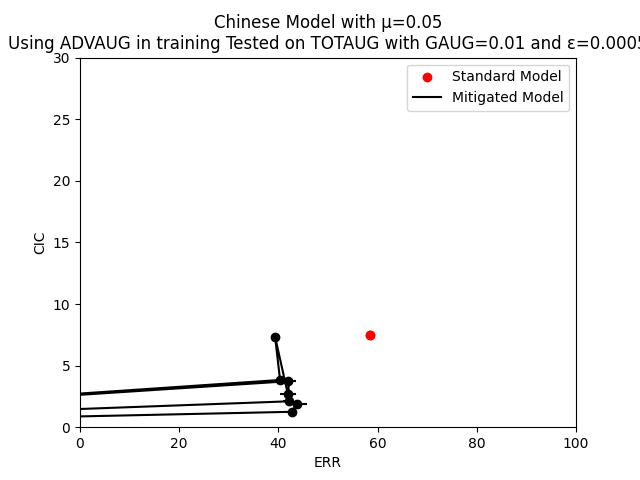 Chinese Model with μ=0.05
Using ADVAUG in training Tested on TOTAUG with GAUG=0.01 and ε=0.0005
Standard Model
Mitigated Model
30
25
20
15
10
5
0
CIC
0 20 40 60 80 100
ERR